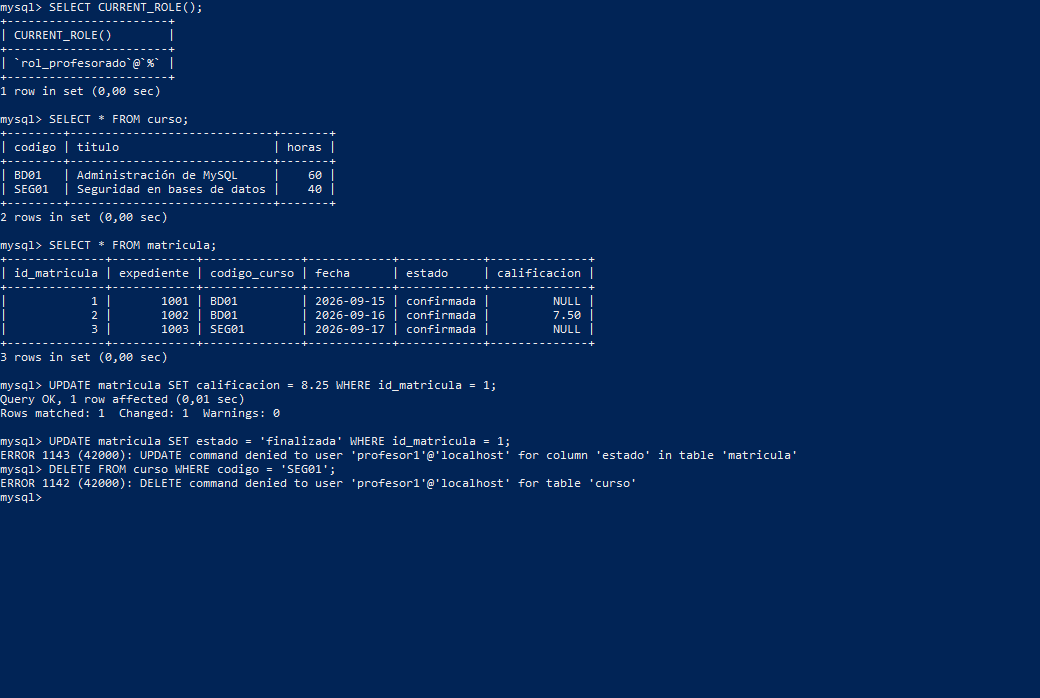 mysql> SELECT CURRENT_ROLE();
+-----------------------+
| CURRENT_ROLE()        |
+-----------------------+
| `rol_profesorado`@`%` |
+-----------------------+
1 row in set (0,00 sec)

mysql> SELECT * FROM curso;
+--------+-----------------------------+-------+
| codigo | titulo                      | horas |
+--------+-----------------------------+-------+
| BD01   | Administración de MySQL     |    60 |
| SEG01  | Seguridad en bases de datos |    40 |
+--------+-----------------------------+-------+
2 rows in set (0,00 sec)

mysql> SELECT * FROM matricula;
+--------------+------------+--------------+------------+------------+--------------+
| id_matricula | expediente | codigo_curso | fecha      | estado     | calificacion |
+--------------+------------+--------------+------------+------------+--------------+
|            1 |       1001 | BD01         | 2026-09-15 | confirmada |         NULL |
|            2 |       1002 | BD01         | 2026-09-16 | confirmada |         7.50 |
|            3 |       1003 | SEG01        | 2026-09-17 | confirmada |         NULL |
+--------------+------------+--------------+------------+------------+--------------+
3 rows in set (0,00 sec)

mysql> UPDATE matricula SET calificacion = 8.25 WHERE id_matricula = 1;
Query OK, 1 row affected (0,01 sec)
Rows matched: 1  Changed: 1  Warnings: 0

mysql> UPDATE matricula SET estado = 'finalizada' WHERE id_matricula = 1;
ERROR 1143 (42000): UPDATE command denied to user 'profesor1'@'localhost' for column 'estado' in table 'matricula'
mysql> DELETE FROM curso WHERE codigo = 'SEG01';
ERROR 1142 (42000): DELETE command denied to user 'profesor1'@'localhost' for table 'curso'
mysql>